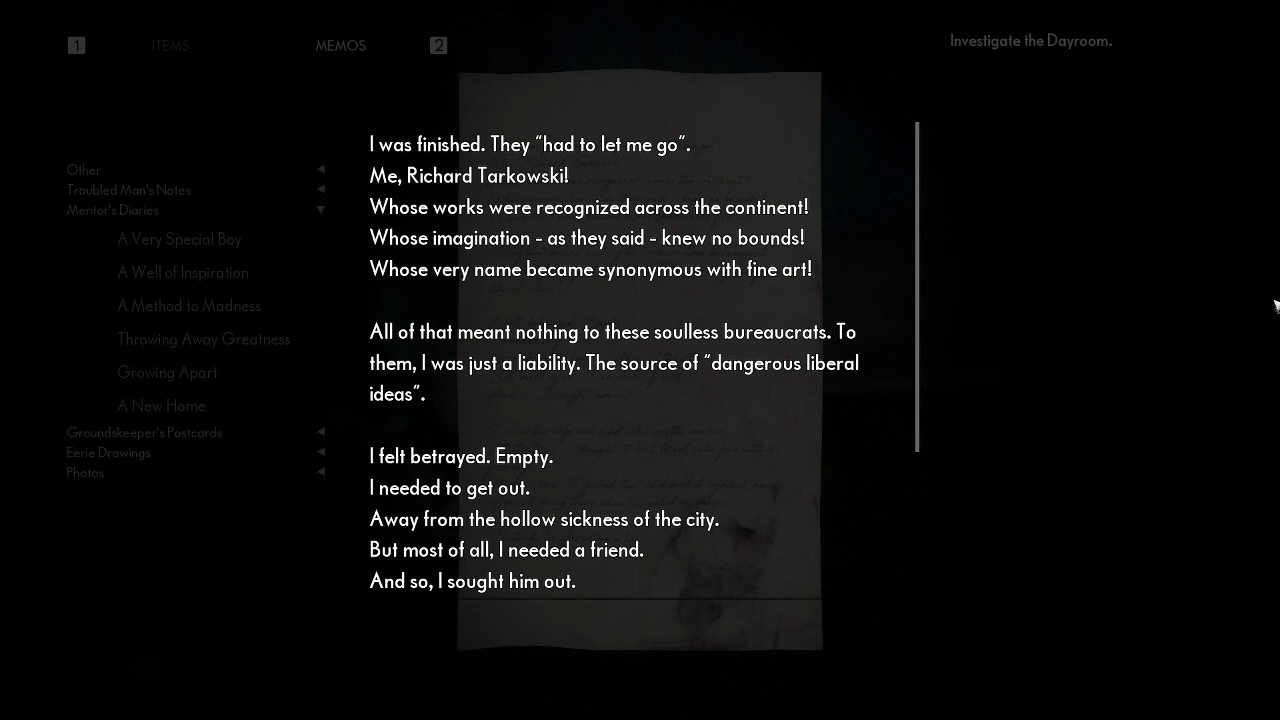 1 ITEMS MEMOS 2
Investigate the Dayroom.
Other
Troubled Man's Notes
Mentor's Diaries
A Very Special Boy
A Well of Inspiration
A Method to Madness
Throwing Away Greatness
Growing Apart
A New Home
Groundskeeper's Postcards
Eerie Drawings
Photos
I was finished. They "had to let me go".
Me, Richard Tarkowski!
Whose works were recognized across the continent!
Whose imagination - as they said - knew no bounds!
Whose very name became synonymous with fine art!
All of that meant nothing to these soulless bureaucrats. To
them, I was just a liability. The source of "dangerous liberal
ideas".
I felt betrayed. Empty.
I needed to get out.
Away from the hollow sickness of the city.
But most of all, I needed a friend.
And so, I sought him out.